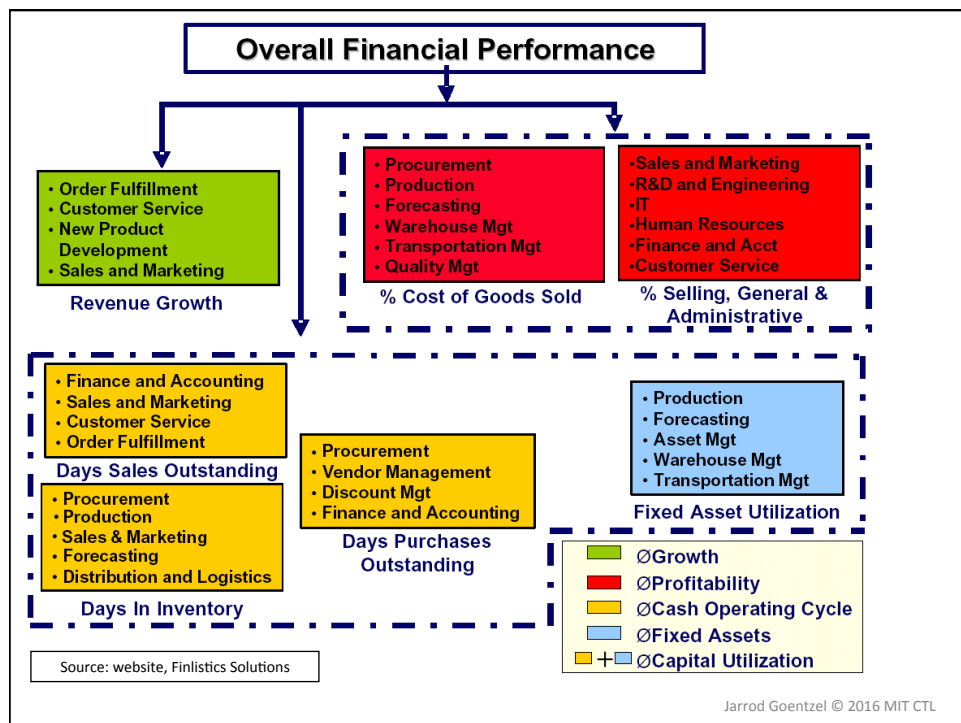 Overall Financial Performance
• Order Fulfillment
• Customer Service
• New Product
Development
• Sales and Marketing
Revenue Growth
• Procurement
• Production
• Forecasting
• Warehouse Mgt
• Transportation Mgt
• Quality Mgt
% Cost of Goods Sold
•Sales and Marketing
•R&D and Engineering
•IT
•Human Resources
•Finance and Acct
•Customer Service
% Selling, General &
Administrative
• Finance and Accounting
• Sales and Marketing
• Customer Service
• Order Fulfillment
Days Sales Outstanding
• Procurement
• Production
• Sales & Marketing
• Forecasting
• Distribution and Logistics
Days In Inventory
• Procurement
• Vendor Management
• Discount Mgt
• Finance and Accounting
Days Purchases
Outstanding
• Production
• Forecasting
• Asset Mgt
• Warehouse Mgt
• Transportation Mgt
Fixed Asset Utilization
ØGrowth
ØProfitability
ØCash Operating Cycle
ØFixed Assets
+ ØCapital Utilization
Source: website, Finlistics Solutions
Jarrod Goentzel © 2016 MIT CTL